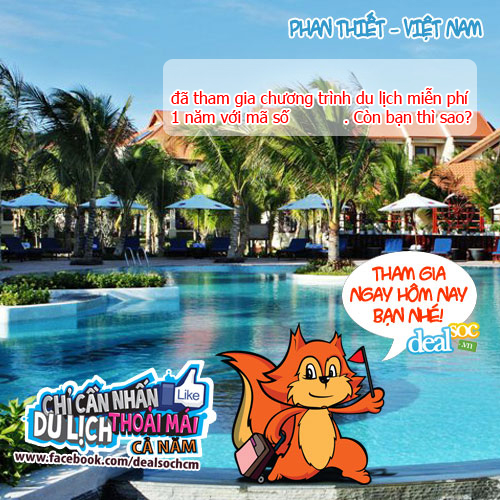 PHAN THIẾT - VIỆT NAM
đã tham gia chương trình du lịch miễn phí
1 năm với mã số . Còn bạn thì sao?
THAM GIA
NGAY HÔM NAY
BẠN NHÉ!
dealsoc
.vn
CHỈ CẦN NHẤN Like
DU LỊCH THOẢI MÁI
CẢ NĂM
www.facebook.com/dealsochcm